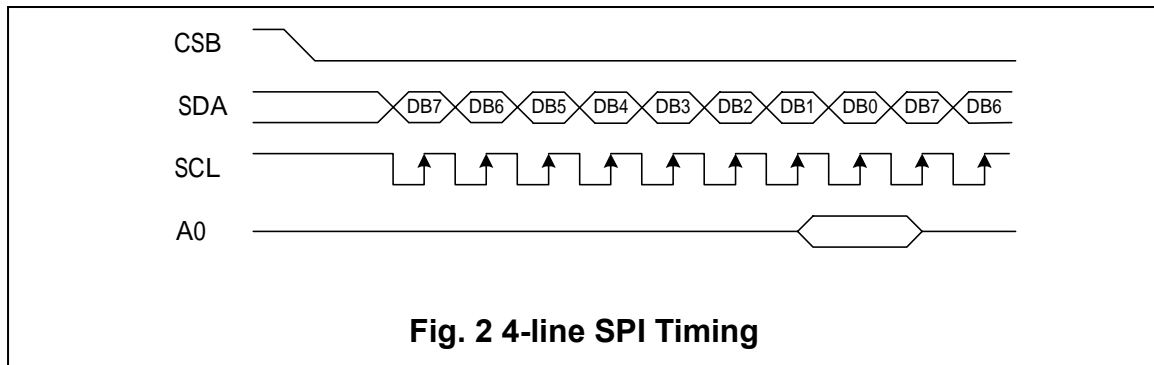 CSB
SDA DB7 DB6 DB5 DB4 DB3 DB2 DB1 DB0 DB7 DB6
SCL
A0
Fig. 2 4-line SPI Timing